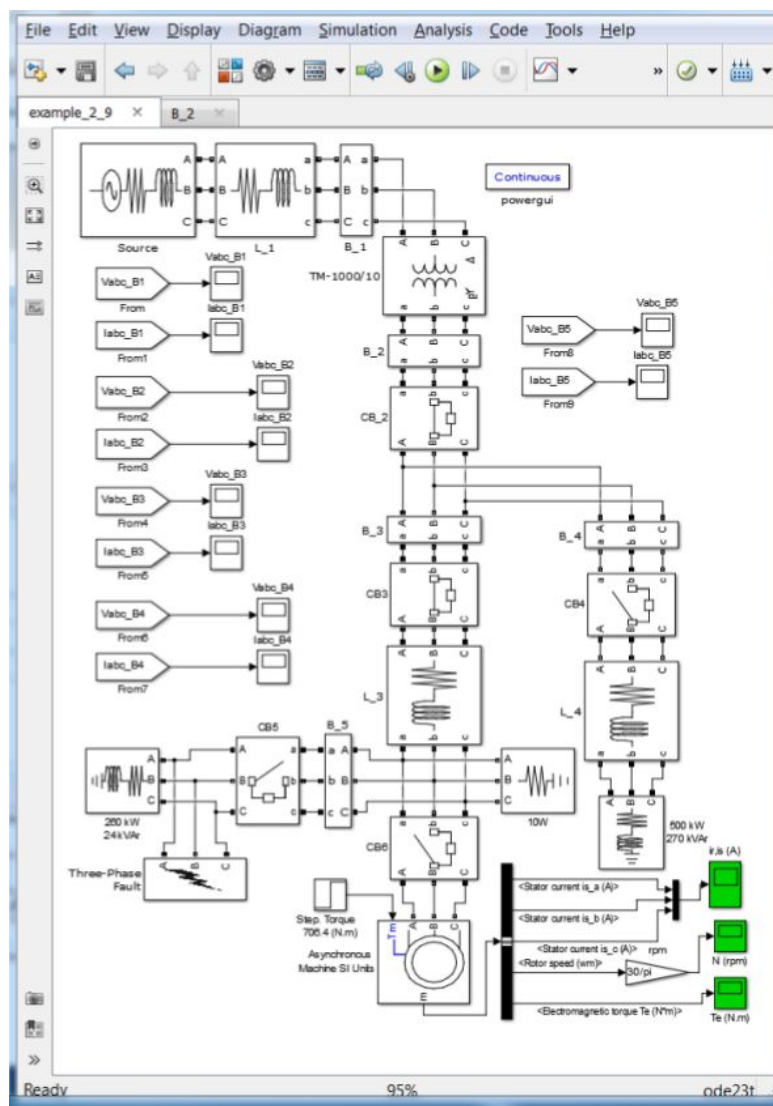 File Edit View Display Diagram Simulation Analysis Code Tools Help
»
example_2_9 × B_2 ×
A A a A a
B B b B b
C C c C c
Source
L_1
B_1
Continuous
powergui
A B C
Δ
TM-1000/10
a b c
Vabc_B1
Vabc_B1
From
Iabc_B1
Iabc_B1
From1
Vabc_B2
Vabc_B2
From2
Iabc_B2
Iabc_B2
From3
Vabc_B3
Vabc_B3
From4
Iabc_B3
Iabc_B3
From5
Vabc_B4
Vabc_B4
From6
Iabc_B4
Iabc_B4
From7
Vabc_B5
Vabc_B5
From8
Iabc_B5
Iabc_B5
From9
A B C
B_2
a b c
a b c
CB_2
A B C
A B C
B_3
a b c
a b c
CB3
A B C
A B C
L_3
a b c
A B C
B_4
a b c
a b c
CB4
A B C
A B C
L_4
a b c
A B C
500 kW
270 kVAr
CB5
B_5
A A a a A A
B B b b B B
C C c c C C
260 kW
24 kVAr
10W
a b c
CB6
A B C
A B C
Three-Phase
Fault
Step. Torque
706.4 (N.m)
Tm
A B C
Asynchronous
Machine SI Units
m
<Stator current is_a (A)>
<Stator current is_b (A)>
<Stator current is_c (A)>
rpm
<Rotor speed (wm)>
30/pi
<Electromagnetic torque Te (N*m)>
ir,is (A)
N (rpm)
Te (N.m)
»
Ready 95% ode23t